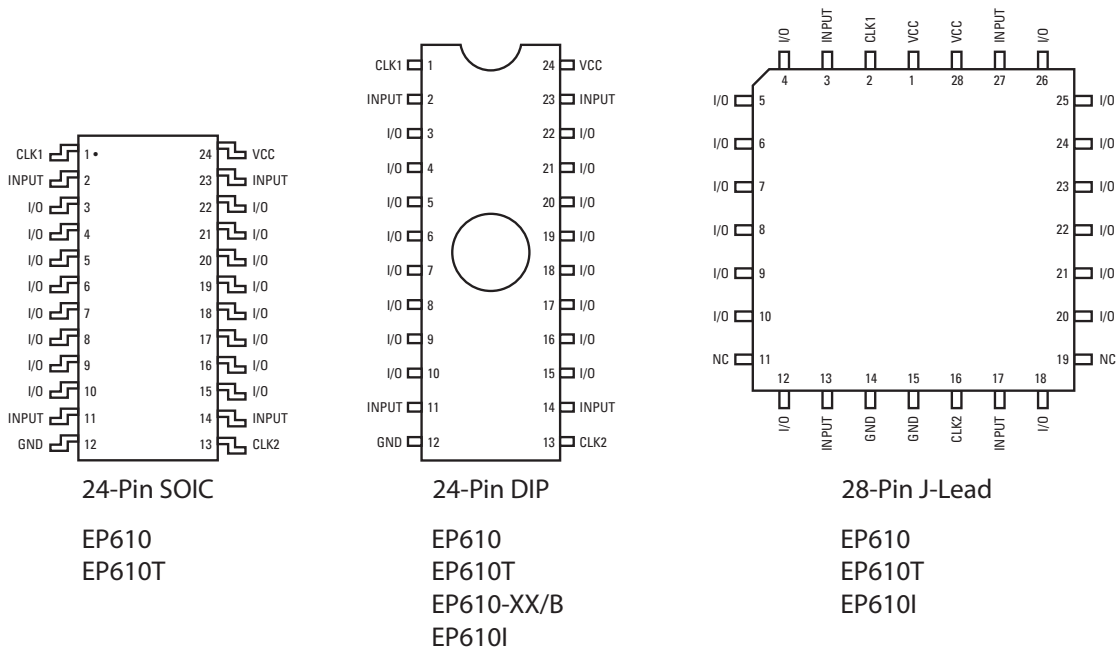 CLK1 1 • 24 VCC
INPUT 2 23 INPUT
I/O 3 22 I/O
I/O 4 21 I/O
I/O 5 20 I/O
I/O 6 19 I/O
I/O 7 18 I/O
I/O 8 17 I/O
I/O 9 16 I/O
I/O 10 15 I/O
INPUT 11 14 INPUT
GND 12 13 CLK2
24-Pin SOIC
EP610
EP610T
CLK1 1 24 VCC
INPUT 2 23 INPUT
I/O 3 22 I/O
I/O 4 21 I/O
I/O 5 20 I/O
I/O 6 19 I/O
I/O 7 18 I/O
I/O 8 17 I/O
I/O 9 16 I/O
I/O 10 15 I/O
INPUT 11 14 INPUT
GND 12 13 CLK2
24-Pin DIP
EP610
EP610T
EP610-XX/B
EP610I
I/O INPUT CLK1 VCC VCC INPUT I/O
4 3 2 1 28 27 26
I/O 5 25 I/O
I/O 6 24 I/O
I/O 7 23 I/O
I/O 8 22 I/O
I/O 9 21 I/O
I/O 10 20 I/O
NC 11 19 NC
12 13 14 15 16 17 18
I/O INPUT GND GND CLK2 INPUT I/O
28-Pin J-Lead
EP610
EP610T
EP610I